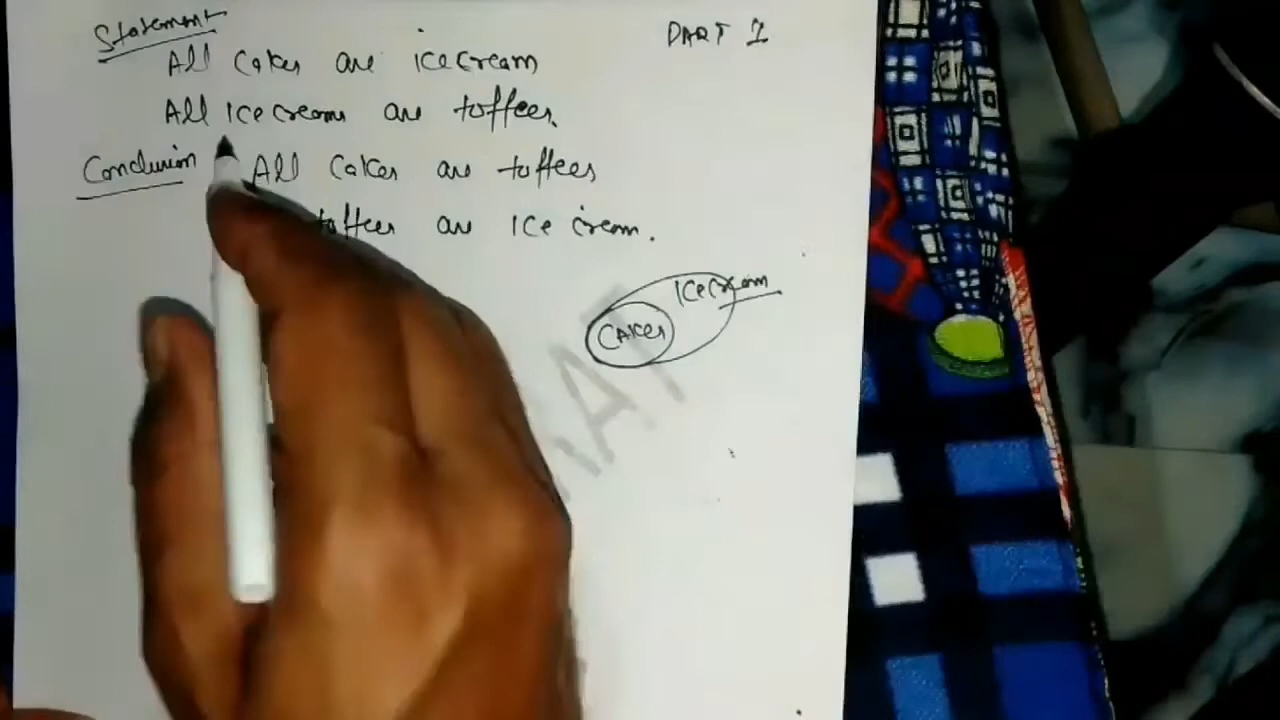 Statement
PART 1
All Cakes are icecream
All Icecreams are toffees.
Conclusion All Cakes are toffees
toffees are Ice cream.
Icecream
CAKes